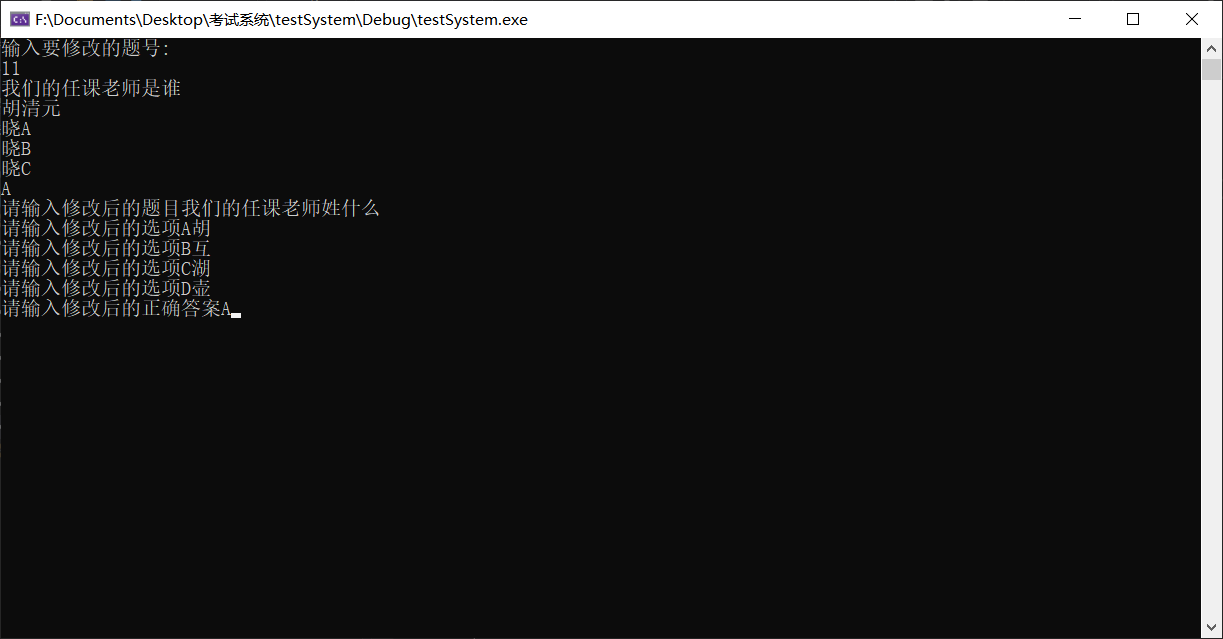 F:\Documents\Desktop\考试系统\testSystem\Debug\testSystem.exe
输入要修改的题号:
11
我们的任课老师是谁
胡清元
晓A
晓B
晓C
A
请输入修改后的题目我们的任课老师姓什么
请输入修改后的选项A胡
请输入修改后的选项B互
请输入修改后的选项C湖
请输入修改后的选项D壶
请输入修改后的正确答案A